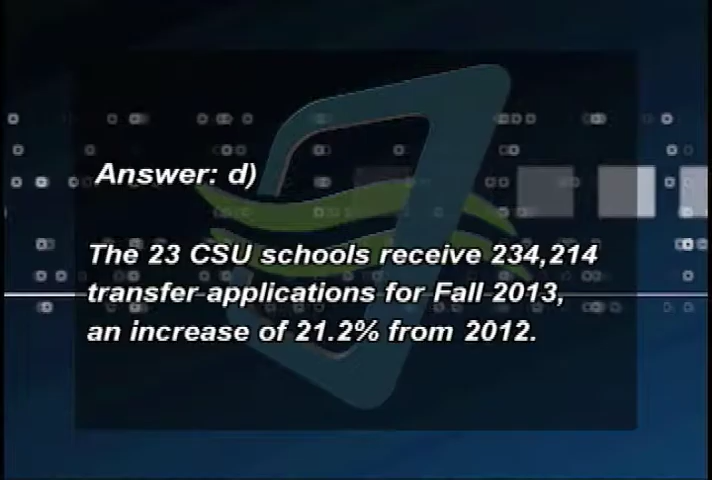 Answer: d)
The 23 CSU schools receive 234,214
transfer applications for Fall 2013,
an increase of 21.2% from 2012.